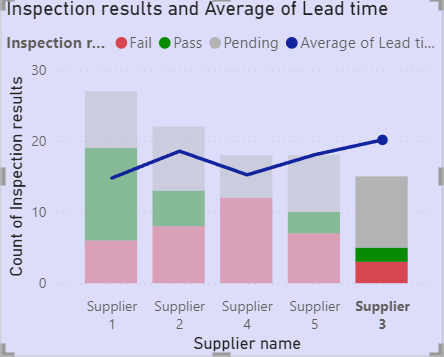 Inspection results and Average of Lead time
Inspection r... Fail Pass Pending Average of Lead ti...
Count of Inspection results
30
20
10
0
Supplier 1
Supplier 2
Supplier 4
Supplier 5
Supplier 3
Supplier name